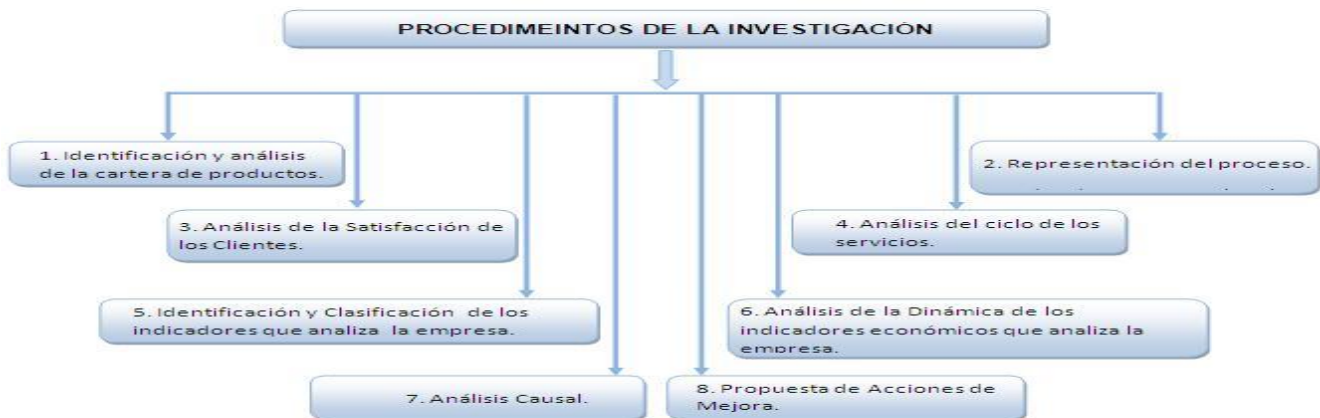 PROCEDIMEINTOS DE LA INVESTIGACIÓN
1. Identificación y análisis
de la cartera de productos.
2. Representación del proceso.
3. Análisis de la Satisfacción de
los Clientes.
4. Análisis del ciclo de los
servicios.
5. Identificación y Clasificación de los
indicadores que analiza la empresa.
6. Análisis de la Dinámica de los
indicadores económicos que analiza la
empresa.
7. Análisis Causal.
8. Propuesta de Acciones de
Mejora.